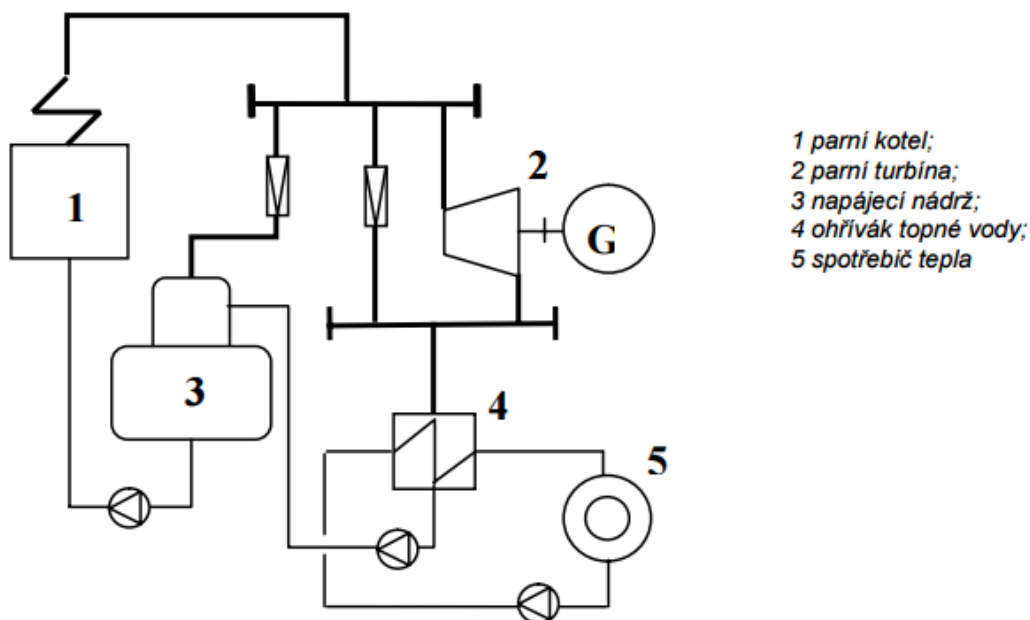 2
1
G
3
4
5
1 parní kotel;
2 parní turbína;
3 napájecí nádrž;
4 ohřívák topné vody;
5 spotřebič tepla